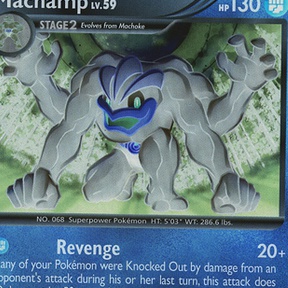 Machamp LV.59 HP 130
STAGE 2 Evolves from Machoke
NO. 068 Superpower Pokémon HT: 5'03" WT: 286.6 lbs.
Revenge 20+
any of your Pokémon were Knocked Out by damage from an
opponent's attack during his or her last turn, this attack does